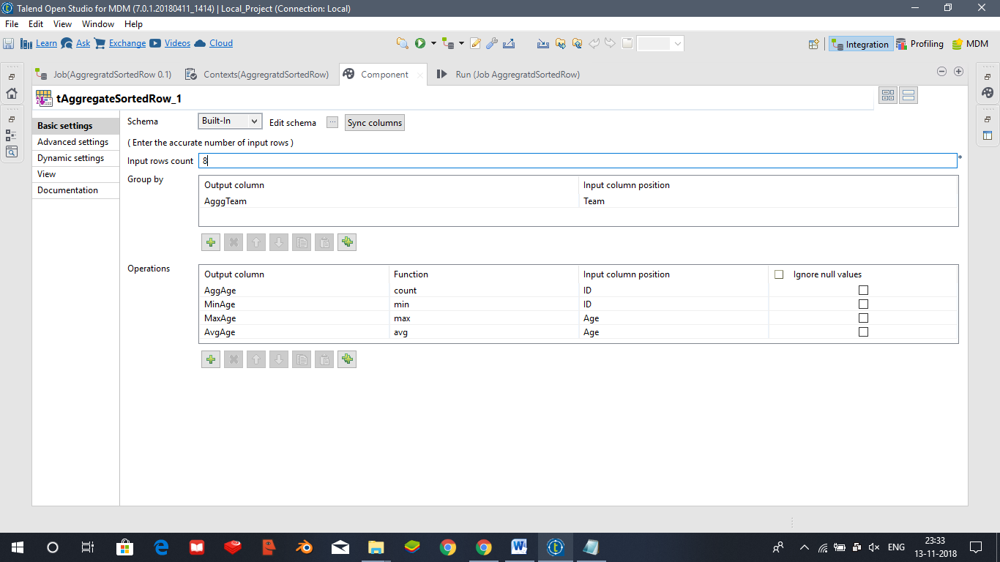 Talend Open Studio for MDM (7.0.1.20180411_1414) | Local_Project (Connection: Local)
File Edit View Window Help
Learn Ask Exchange Videos Cloud Integration Profiling MDM
Job(AggregratdSortedRow 0.1) Contexts(AggregratdSortedRow) Component Run (Job AggregratdSortedRow)
tAggregateSortedRow_1
Basic settings
Advanced settings
Dynamic settings
View
Documentation
Schema Built-In Edit schema ... Sync columns
( Enter the accurate number of input rows )
Input rows count 8 *
Group by
Output column Input column position
AgggTeam Team
Operations
Output column Function Input column position Ignore null values
AggAge count ID
MinAge min ID
MaxAge max Age
AvgAge avg Age
ENG 23:33
13-11-2018